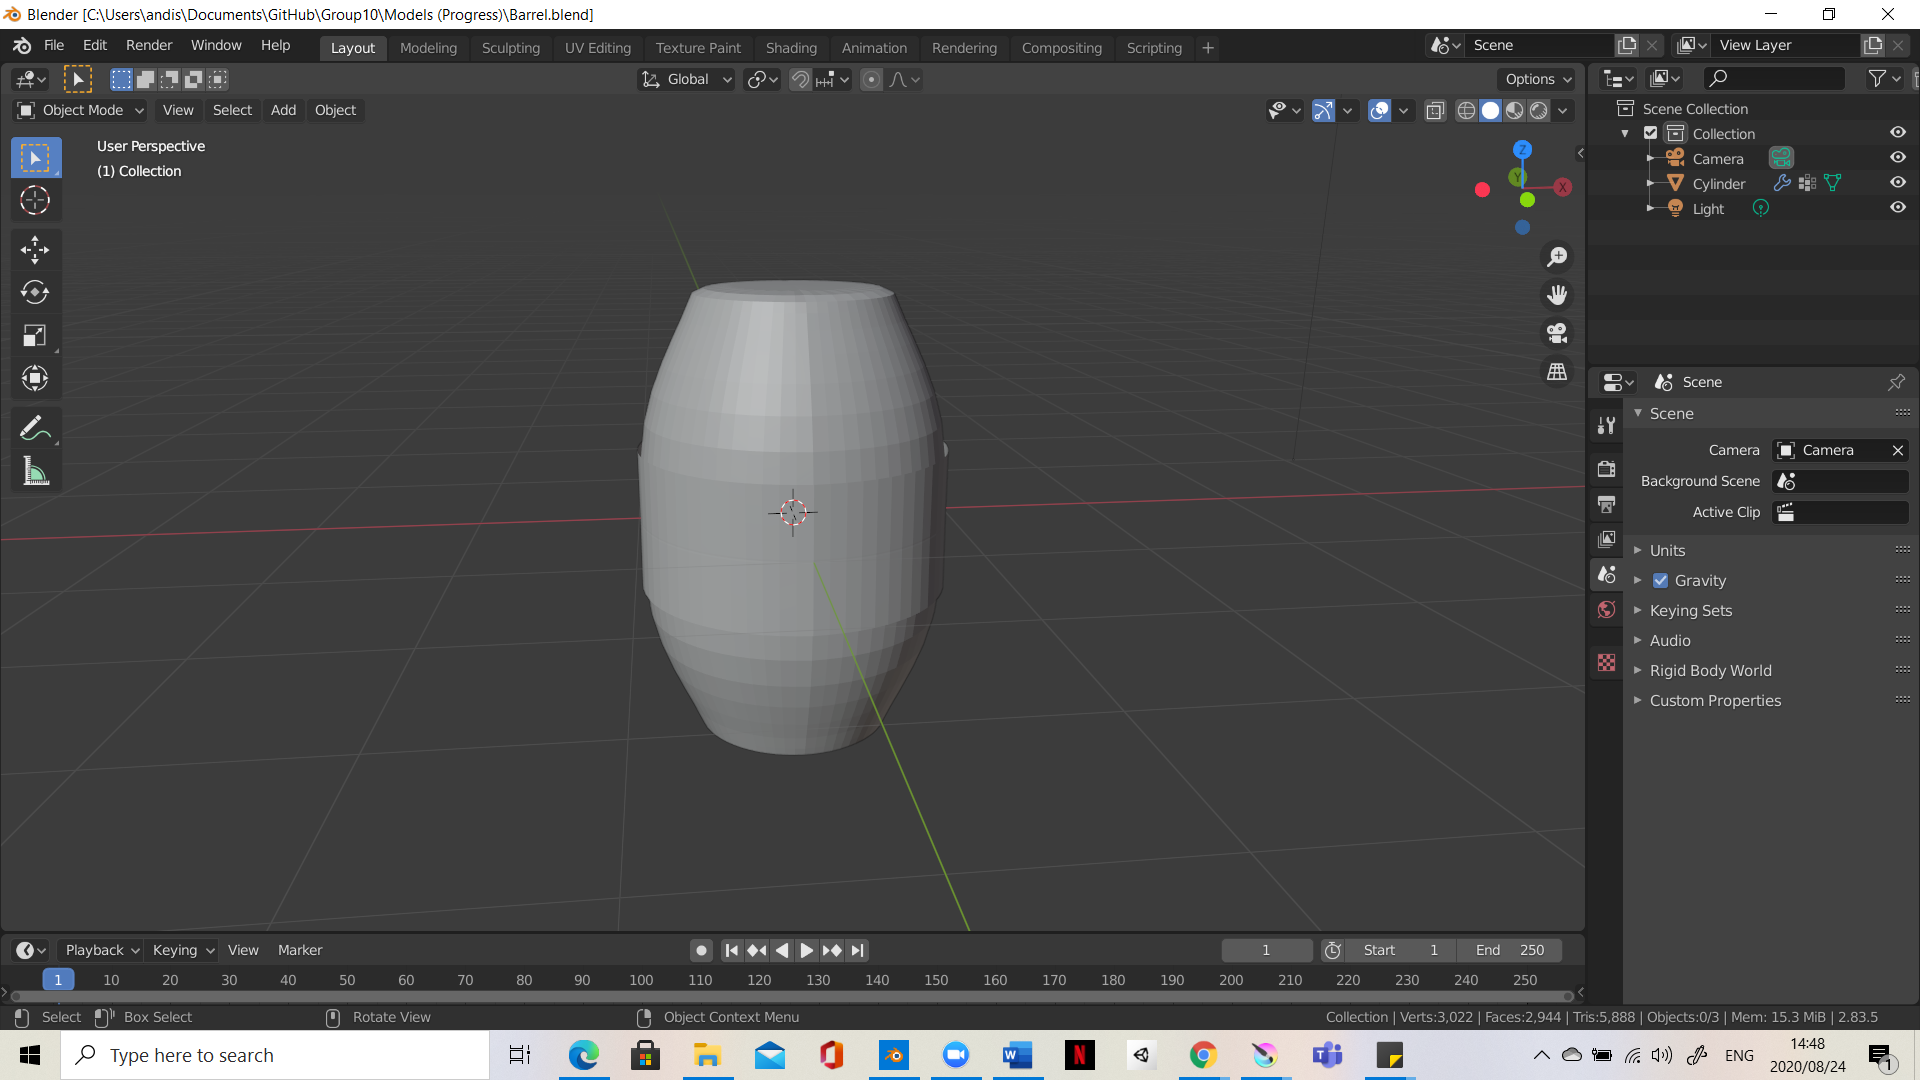 Blender [C:\Users\andis\Documents\GitHub\Group10\Models (Progress)\Barrel.blend]
File Edit Render Window Help Layout Modeling Sculpting UV Editing Texture Paint Shading Animation Rendering Compositing Scripting + Scene View Layer
Global Options
Object Mode View Select Add Object
User Perspective
(1) Collection
Z
Y
X
Scene Collection
Collection
Camera
Cylinder
Light
Scene
Scene
Camera Camera
Background Scene
Active Clip
Units
Gravity
Keying Sets
Audio
Rigid Body World
Custom Properties
Playback Keying View Marker 1 Start 1 End 250
1 10 20 30 40 50 60 70 80 90 100 110 120 130 140 150 160 170 180 190 200 210 220 230 240 250
Select Box Select Rotate View Object Context Menu Collection | Verts:3,022 | Faces:2,944 | Tris:5,888 | Objects:0/3 | Mem: 15.3 MiB | 2.83.5
Type here to search
W
N
T
ENG
14:48
2020/08/24
1